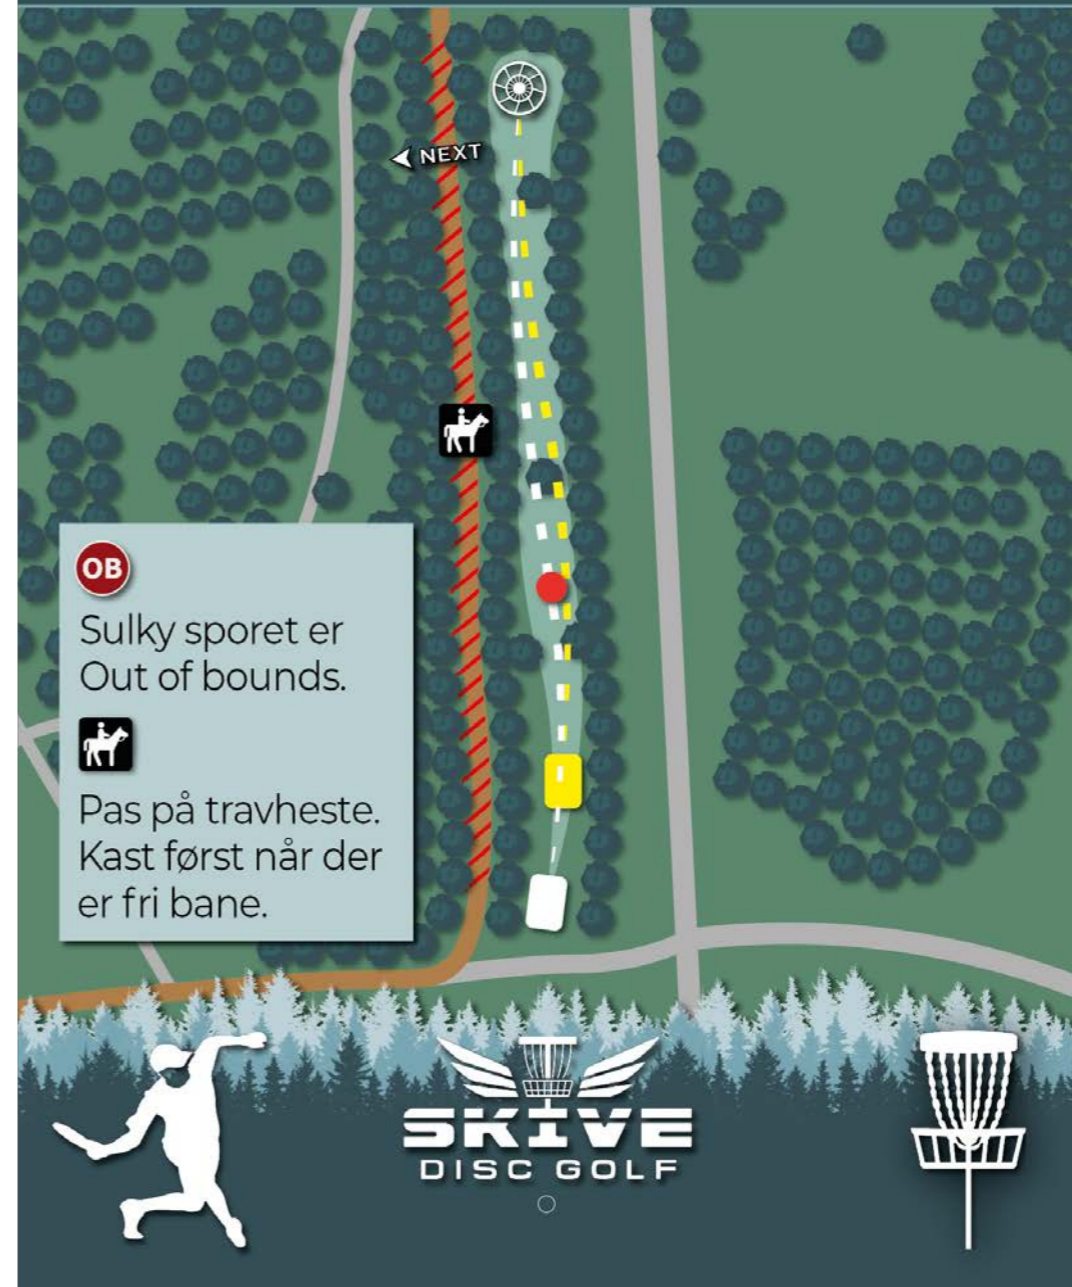 NEXT
OB
Sulky sporet er
Out of bounds.
Pas på travheste.
Kast først når der
er fri bane.
SKIVE
DISC GOLF